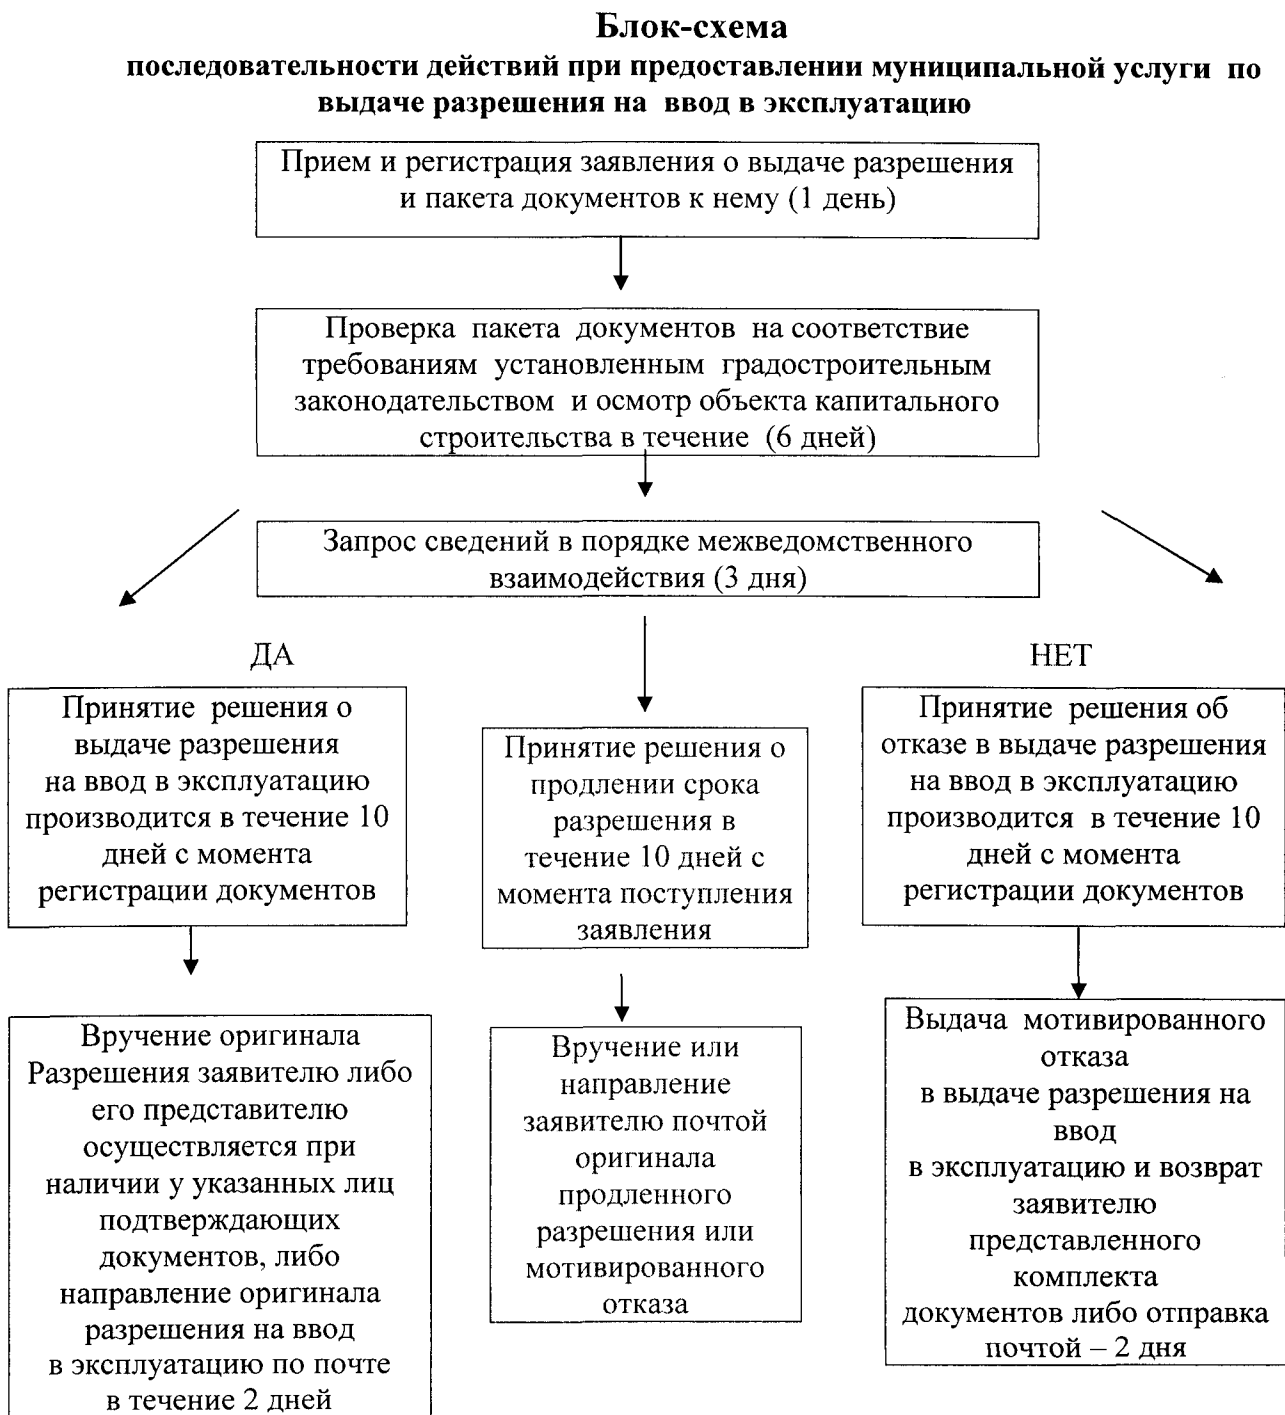 Блок-схема
последовательности действий при предоставлении муниципальной услуги по
выдаче разрешения на ввод в эксплуатацию
Прием и регистрация заявления о выдаче разрешения
и пакета документов к нему (1 день)
Проверка пакета документов на соответствие
требованиям установленным градостроительным
законодательством и осмотр объекта капитального
строительства в течение (6 дней)
Запрос сведений в порядке межведомственного
взаимодействия (3 дня)
ДА
НЕТ
Принятие решения о
выдаче разрешения
на ввод в эксплуатацию
производится в течение 10
дней с момента
регистрации документов
Принятие решения о
продлении срока
разрешения в
течение 10 дней с
момента поступления
заявления
Принятие решения об
отказе в выдаче разрешения
на ввод в эксплуатацию
производится в течение 10
дней с момента
регистрации документов
Вручение оригинала
Разрешения заявителю либо
его представителю
осуществляется при
наличии у указанных лиц
подтверждающих
документов, либо
направление оригинала
разрешения на ввод
в эксплуатацию по почте
в течение 2 дней
Вручение или
направление
заявителю почтой
оригинала
продленного
разрешения или
мотивированного
отказа
Выдача мотивированного
отказа
в выдаче разрешения на
ввод
в эксплуатацию и возврат
заявителю
представленного
комплекта
документов либо отправка
почтой – 2 дня